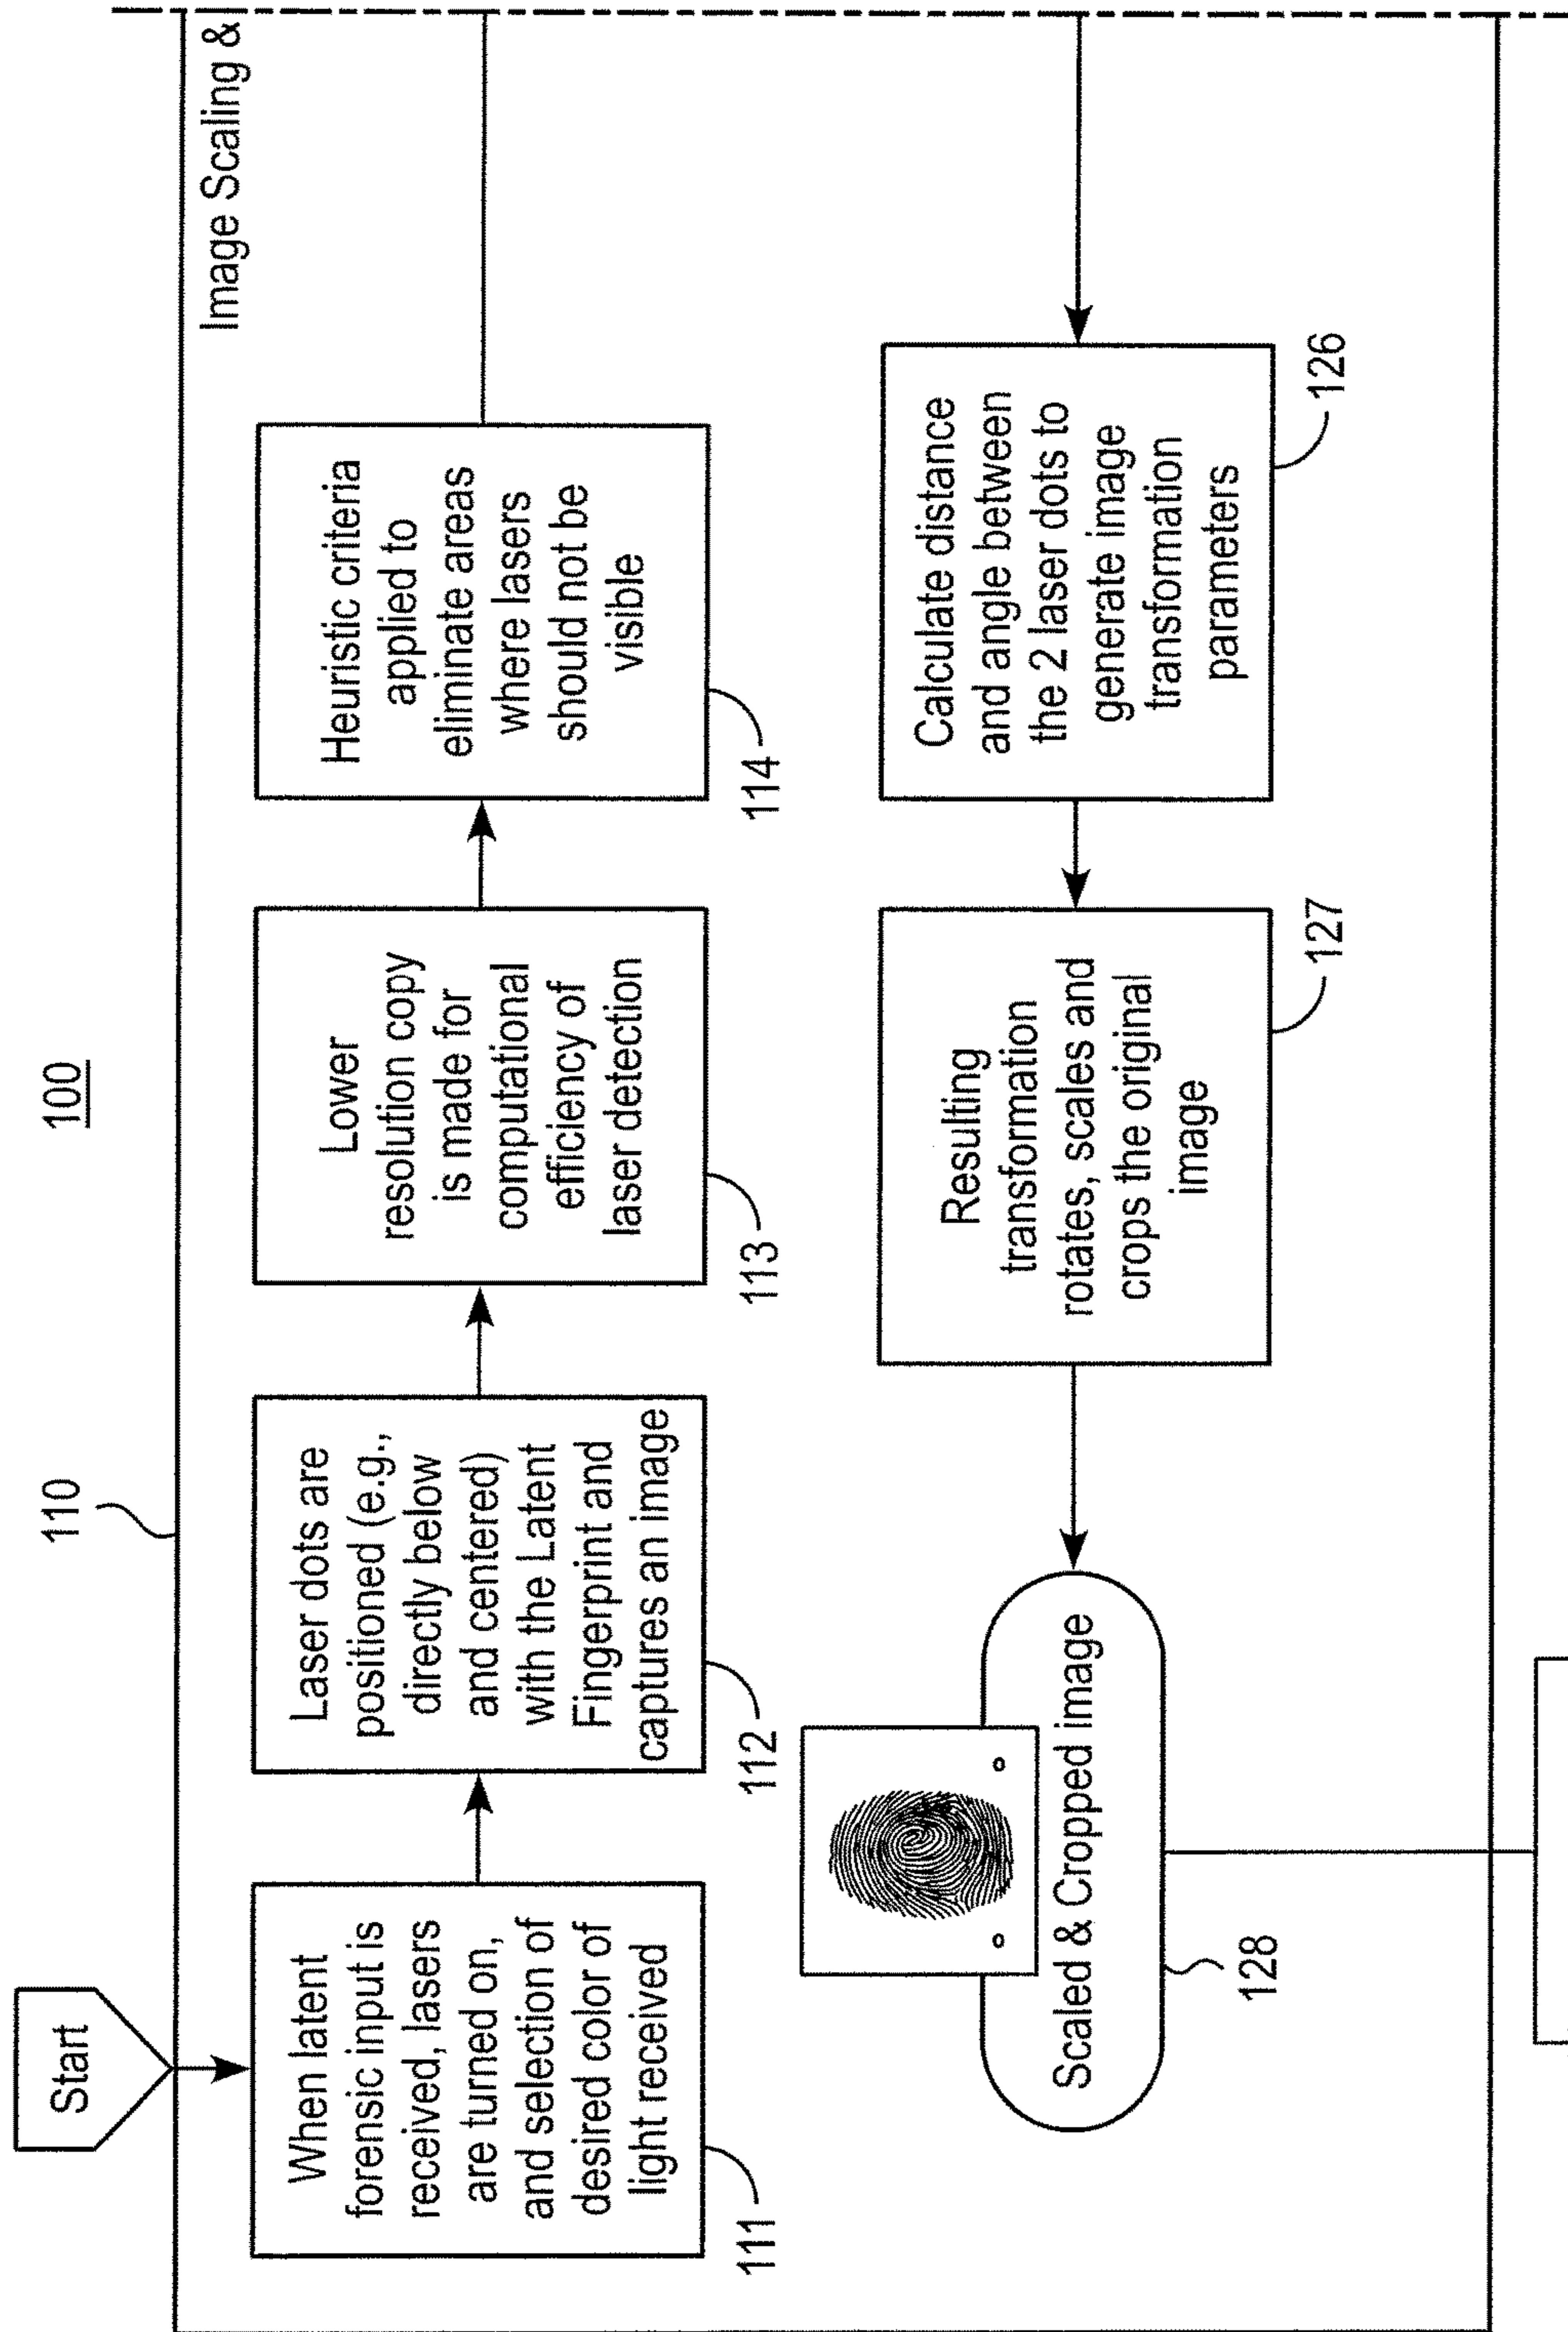 100
110
Start
Image Scaling &
When latent
forensic input is
received, lasers
are turned on,
and selection of
desired color of
light received
111
Laser dots are
positioned (e.g.,
directly below
and centered)
with the Latent
Fingerprint and
captures an image
112
Lower
resolution copy
is made for
computational
efficiency of
laser detection
113
Heuristic criteria
applied to
eliminate areas
where lasers
should not be
visible
114
Scaled & Cropped image
128
Resulting
transformation
rotates, scales and
crops the original
image
127
Calculate distance
and angle between
the 2 laser dots to
generate image
transformation
parameters
126